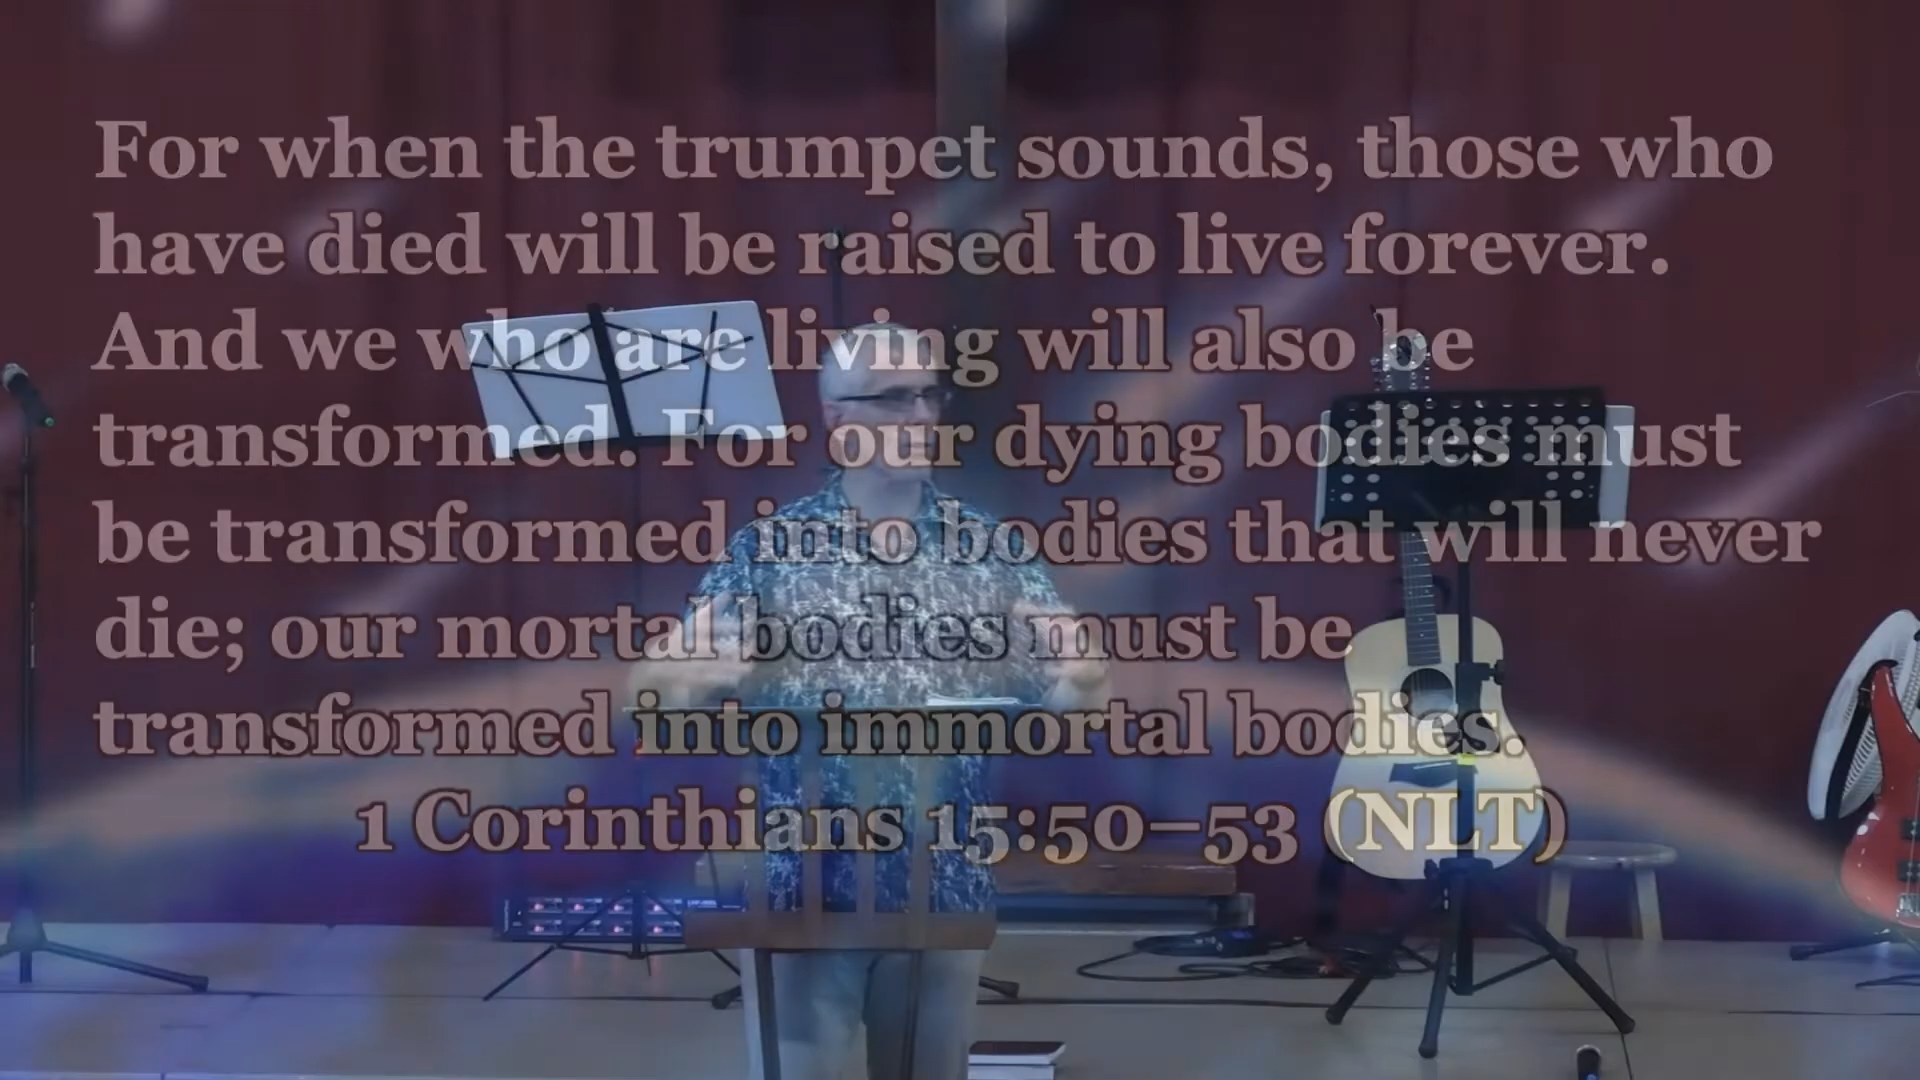 For when the trumpet sounds, those who
have died will be raised to live forever.
And we who are living will also be
transformed. For our dying bodies must
be transformed into bodies that will never
die; our mortal bodies must be
transformed into immortal bodies.
1 Corinthians 15:50–53 (NLT)